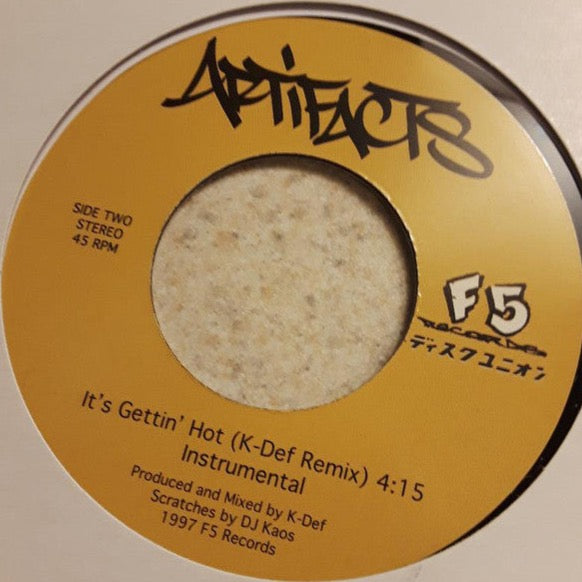 ARTiFACTS
SIDE TWO
STEREO
45 RPM
F5
RECORDS
ディスクユニオン
It's Gettin' Hot (K-Def Remix) 4:15
Instrumental
Produced and Mixed by K-Def
Scratches by DJ Kaos
1997 F5 Records